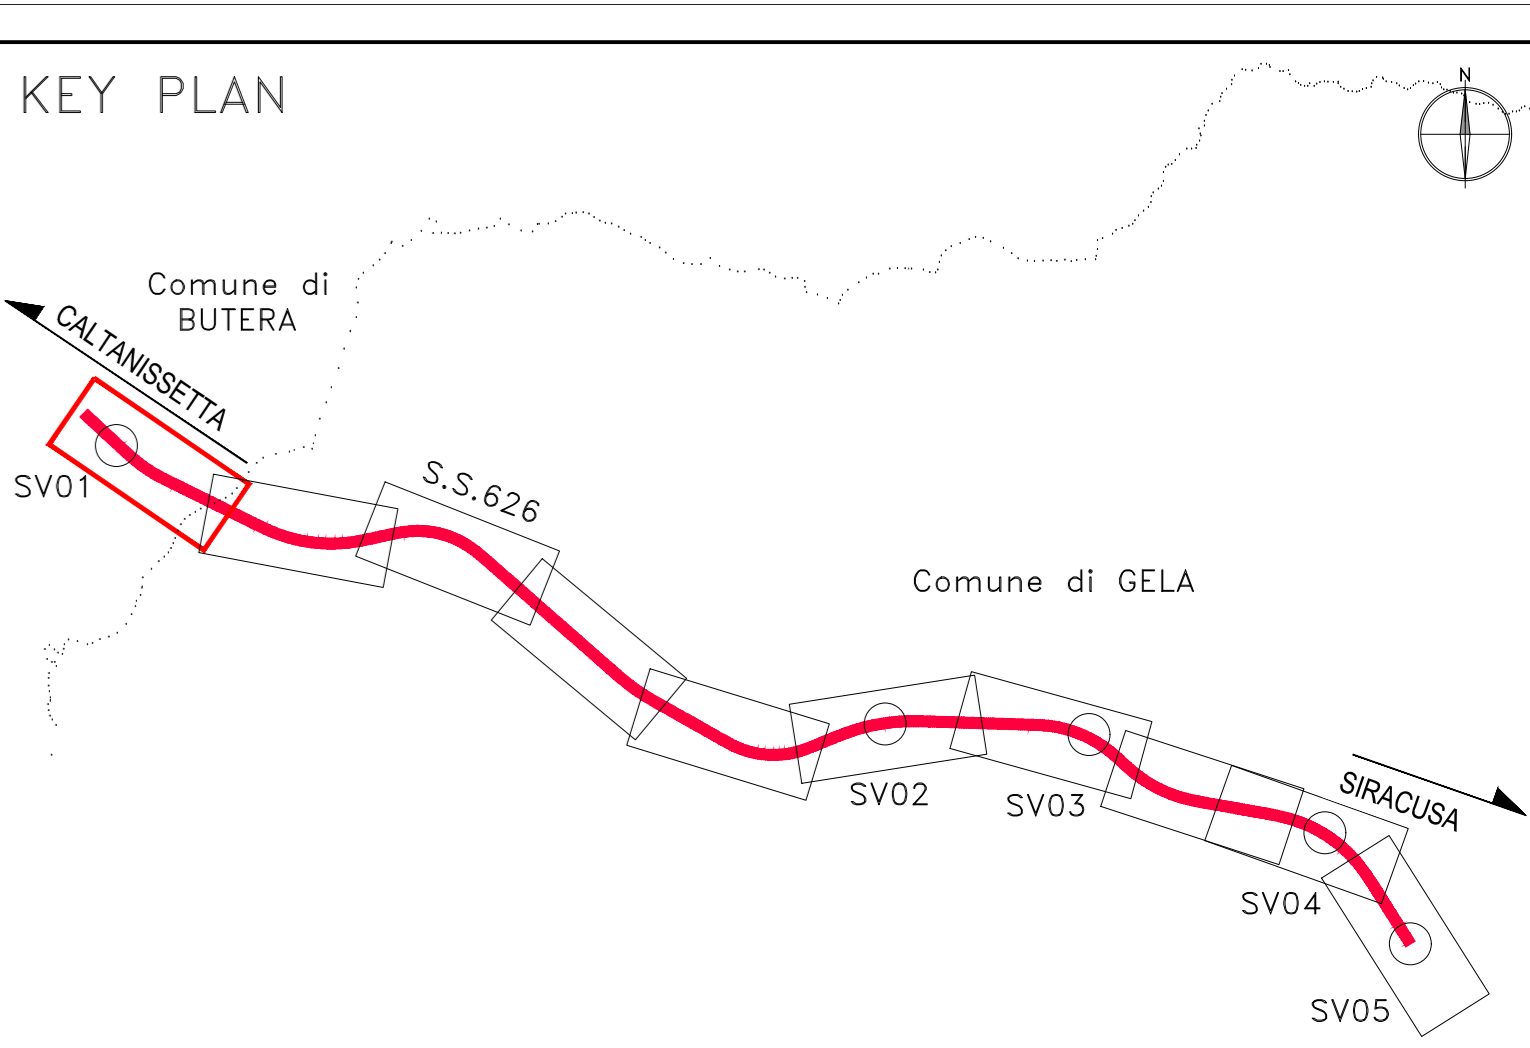 KEY PLAN
N
Comune di
BUTERA
CALTANISSETTA
SV01
S.S.626
Comune di GELA
SV02
SV03
SIRACUSA
SV04
SV05